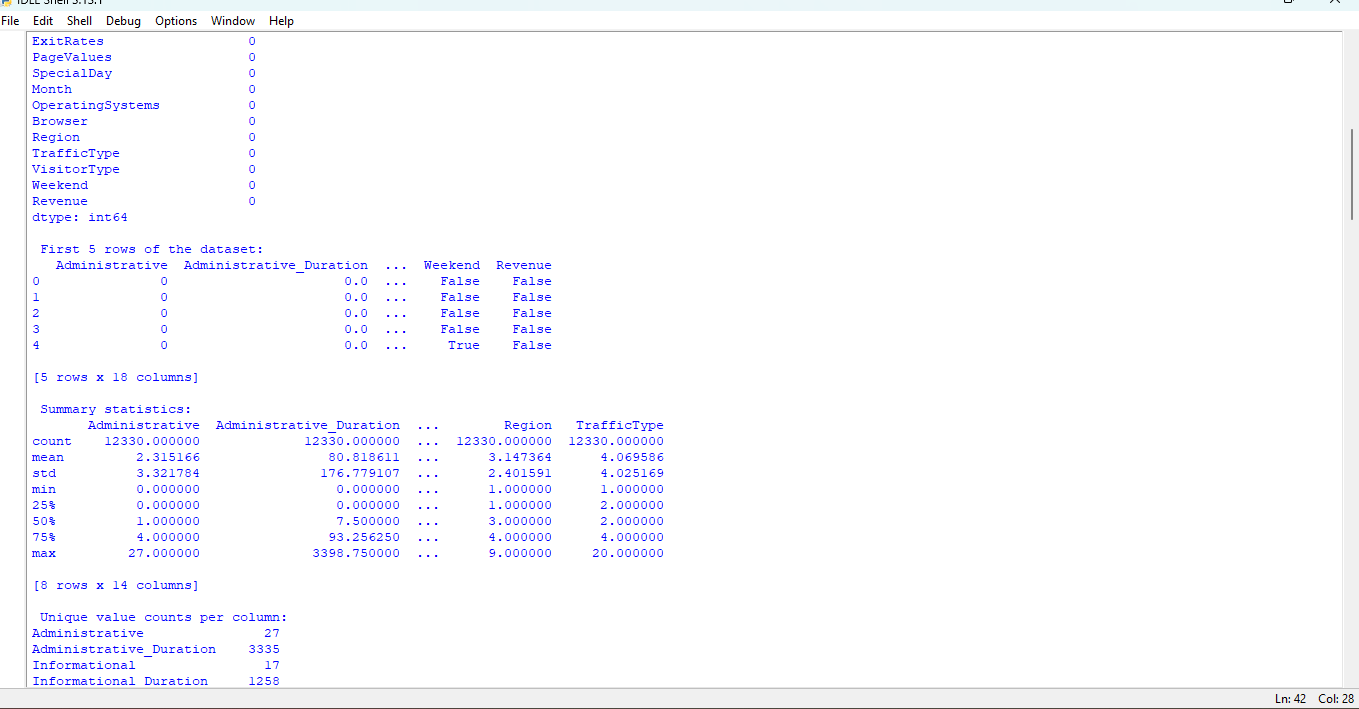 IDLE Shell 3.13.1
File Edit Shell Debug Options Window Help
ExitRates 0
PageValues 0
SpecialDay 0
Month 0
OperatingSystems 0
Browser 0
Region 0
TrafficType 0
VisitorType 0
Weekend 0
Revenue 0
dtype: int64
First 5 rows of the dataset:
Administrative Administrative_Duration ... Weekend Revenue
0 0 0.0 ... False False
1 0 0.0 ... False False
2 0 0.0 ... False False
3 0 0.0 ... False False
4 0 0.0 ... True False
[5 rows x 18 columns]
Summary statistics:
Administrative Administrative_Duration ... Region TrafficType
count 12330.000000 12330.000000 ... 12330.000000 12330.000000
mean 2.315166 80.818611 ... 3.147364 4.069586
std 3.321784 176.779107 ... 2.401591 4.025169
min 0.000000 0.000000 ... 1.000000 1.000000
25% 0.000000 0.000000 ... 1.000000 2.000000
50% 1.000000 7.500000 ... 3.000000 2.000000
75% 4.000000 93.256250 ... 4.000000 4.000000
max 27.000000 3398.750000 ... 9.000000 20.000000
[8 rows x 14 columns]
Unique value counts per column:
Administrative 27
Administrative_Duration 3335
Informational 17
Informational_Duration 1258
Ln: 42 Col: 28